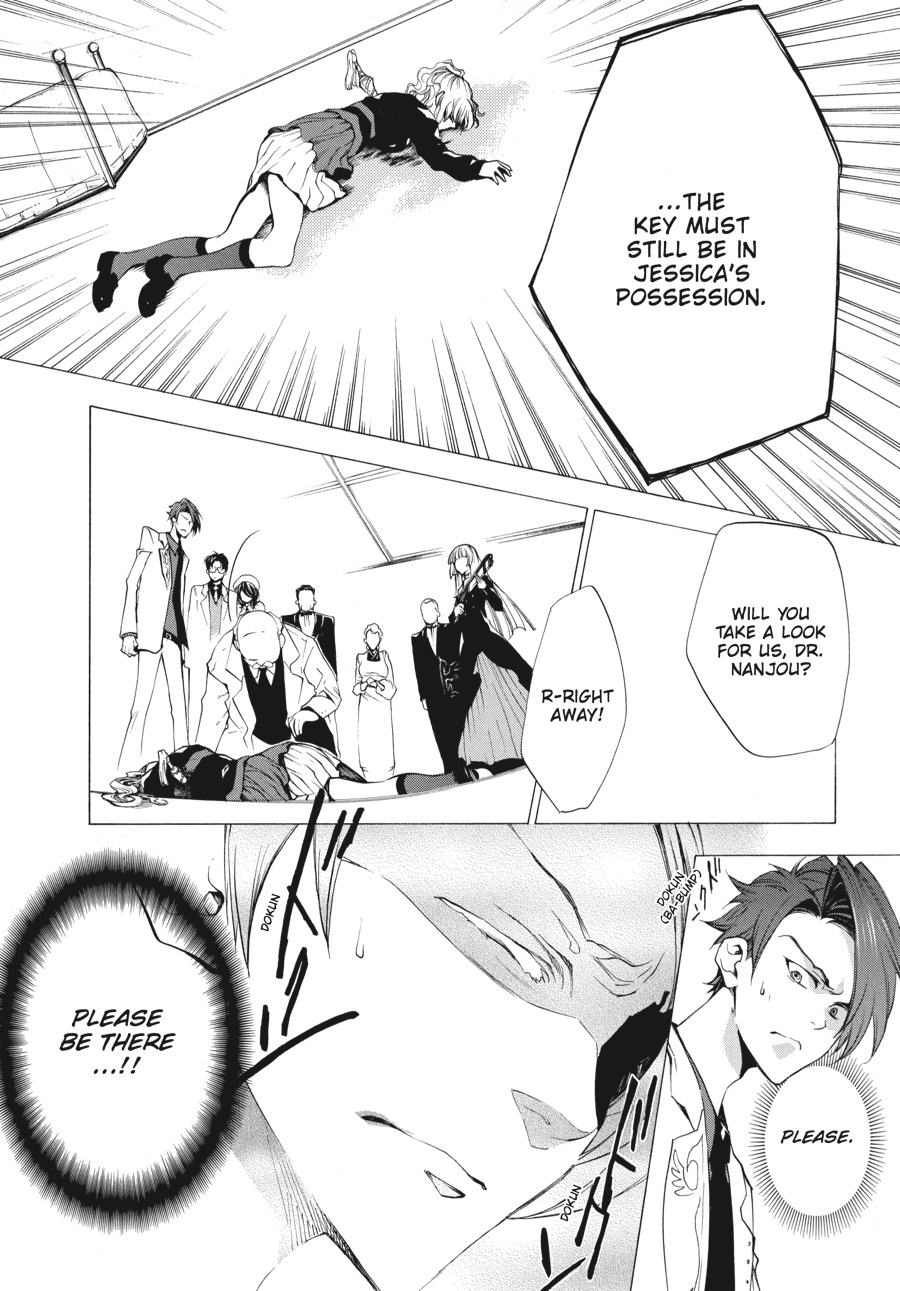 ...THE
KEY MUST
STILL BE IN
JESSICA'S
POSSESSION.
WILL YOU
TAKE A LOOK
FOR US, DR.
NANJOU?
R-RIGHT
AWAY!
DOKUN
(BA-BUMP)
PLEASE.
DOKUN
DOKUN
PLEASE
BE THERE
...!!